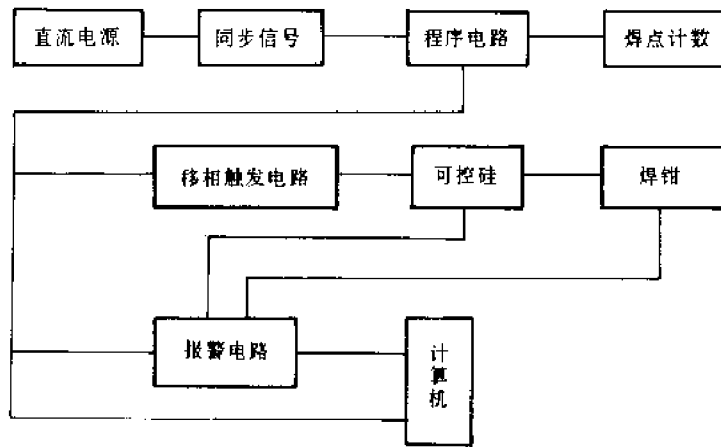 直流电源
同步信号
程序电路
焊点计数
移相触发电路
可控硅
焊钳
报警电路
计算机